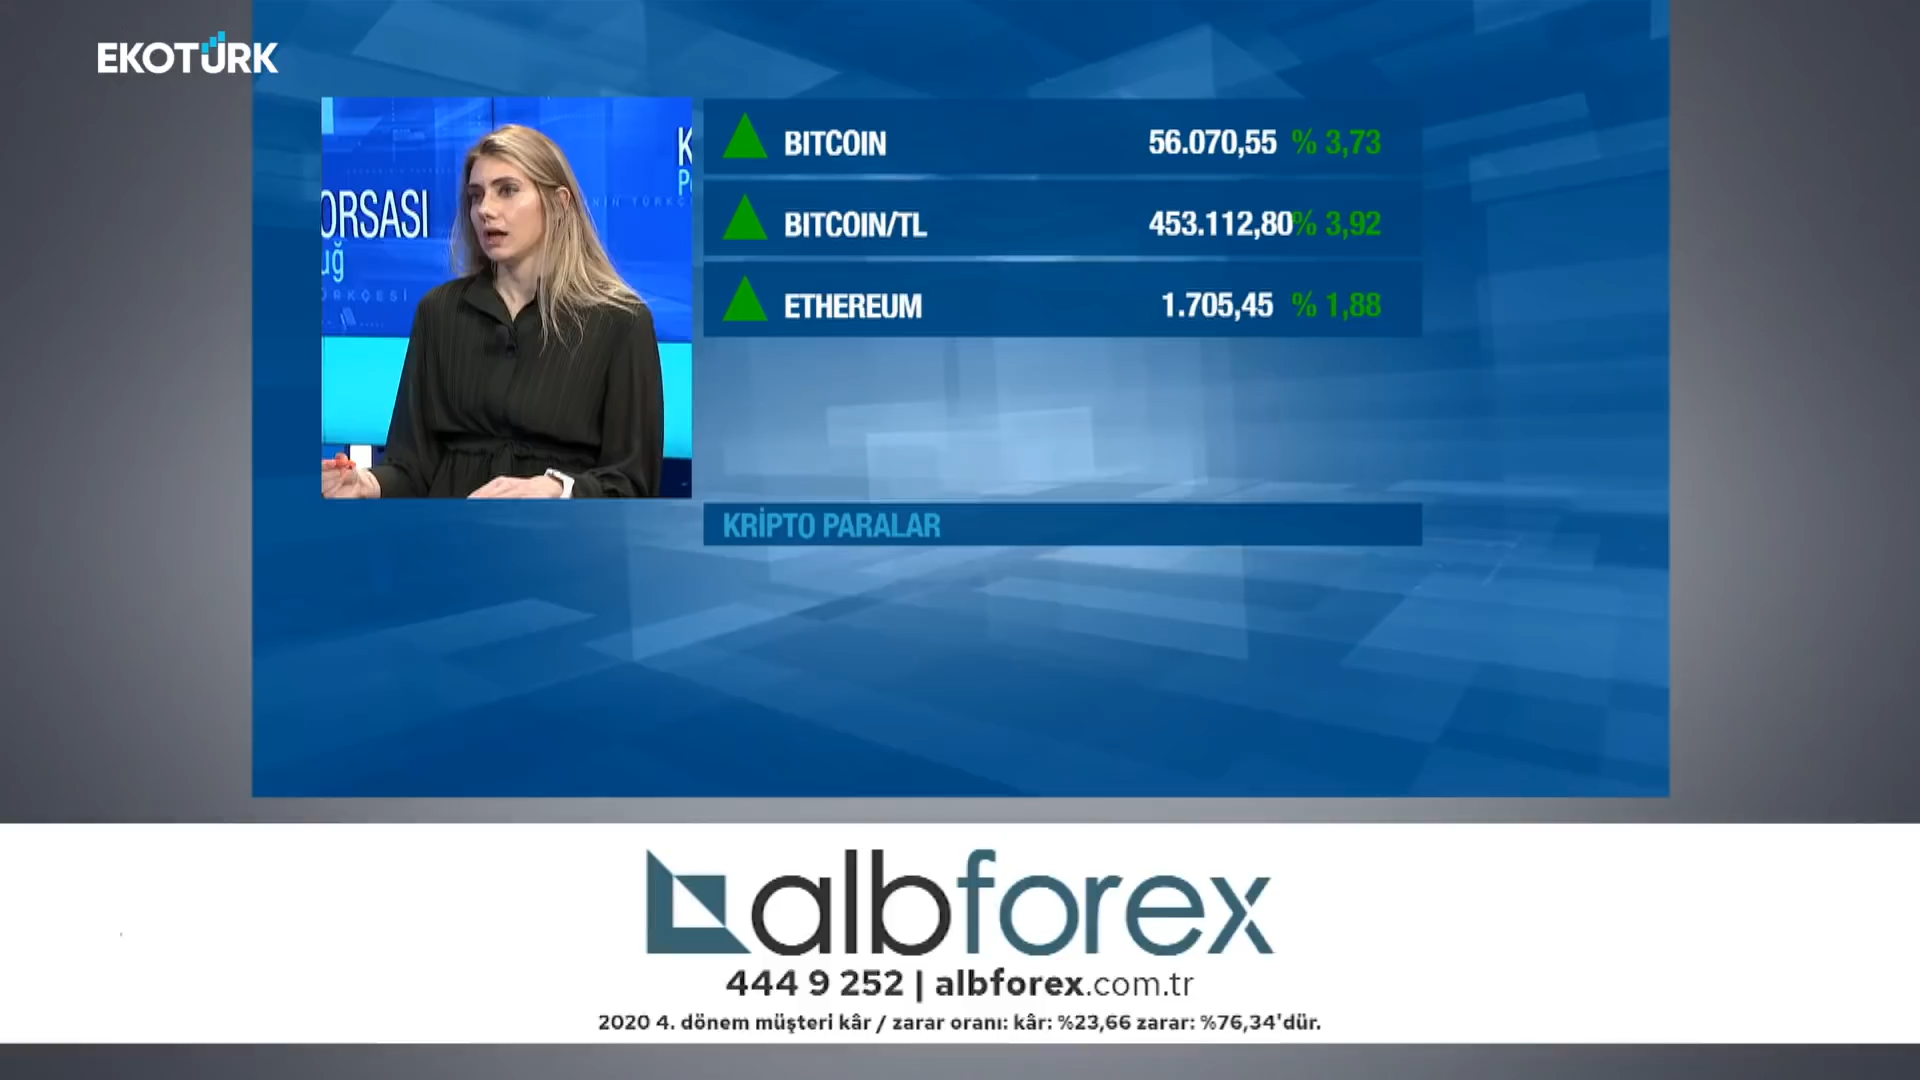 EKOTÜRK
ORSASI
uğ
K
BITCOIN 56.070,55 % 3,73
BITCOIN/TL 453.112,80 % 3,92
ETHEREUM 1.705,45 % 1,88
KRİPTO PARALAR
albforex
444 9 252 | albforex.com.tr
2020 4. dönem müşteri kâr / zarar oranı: kâr: %23,66 zarar: %76,34'dür.